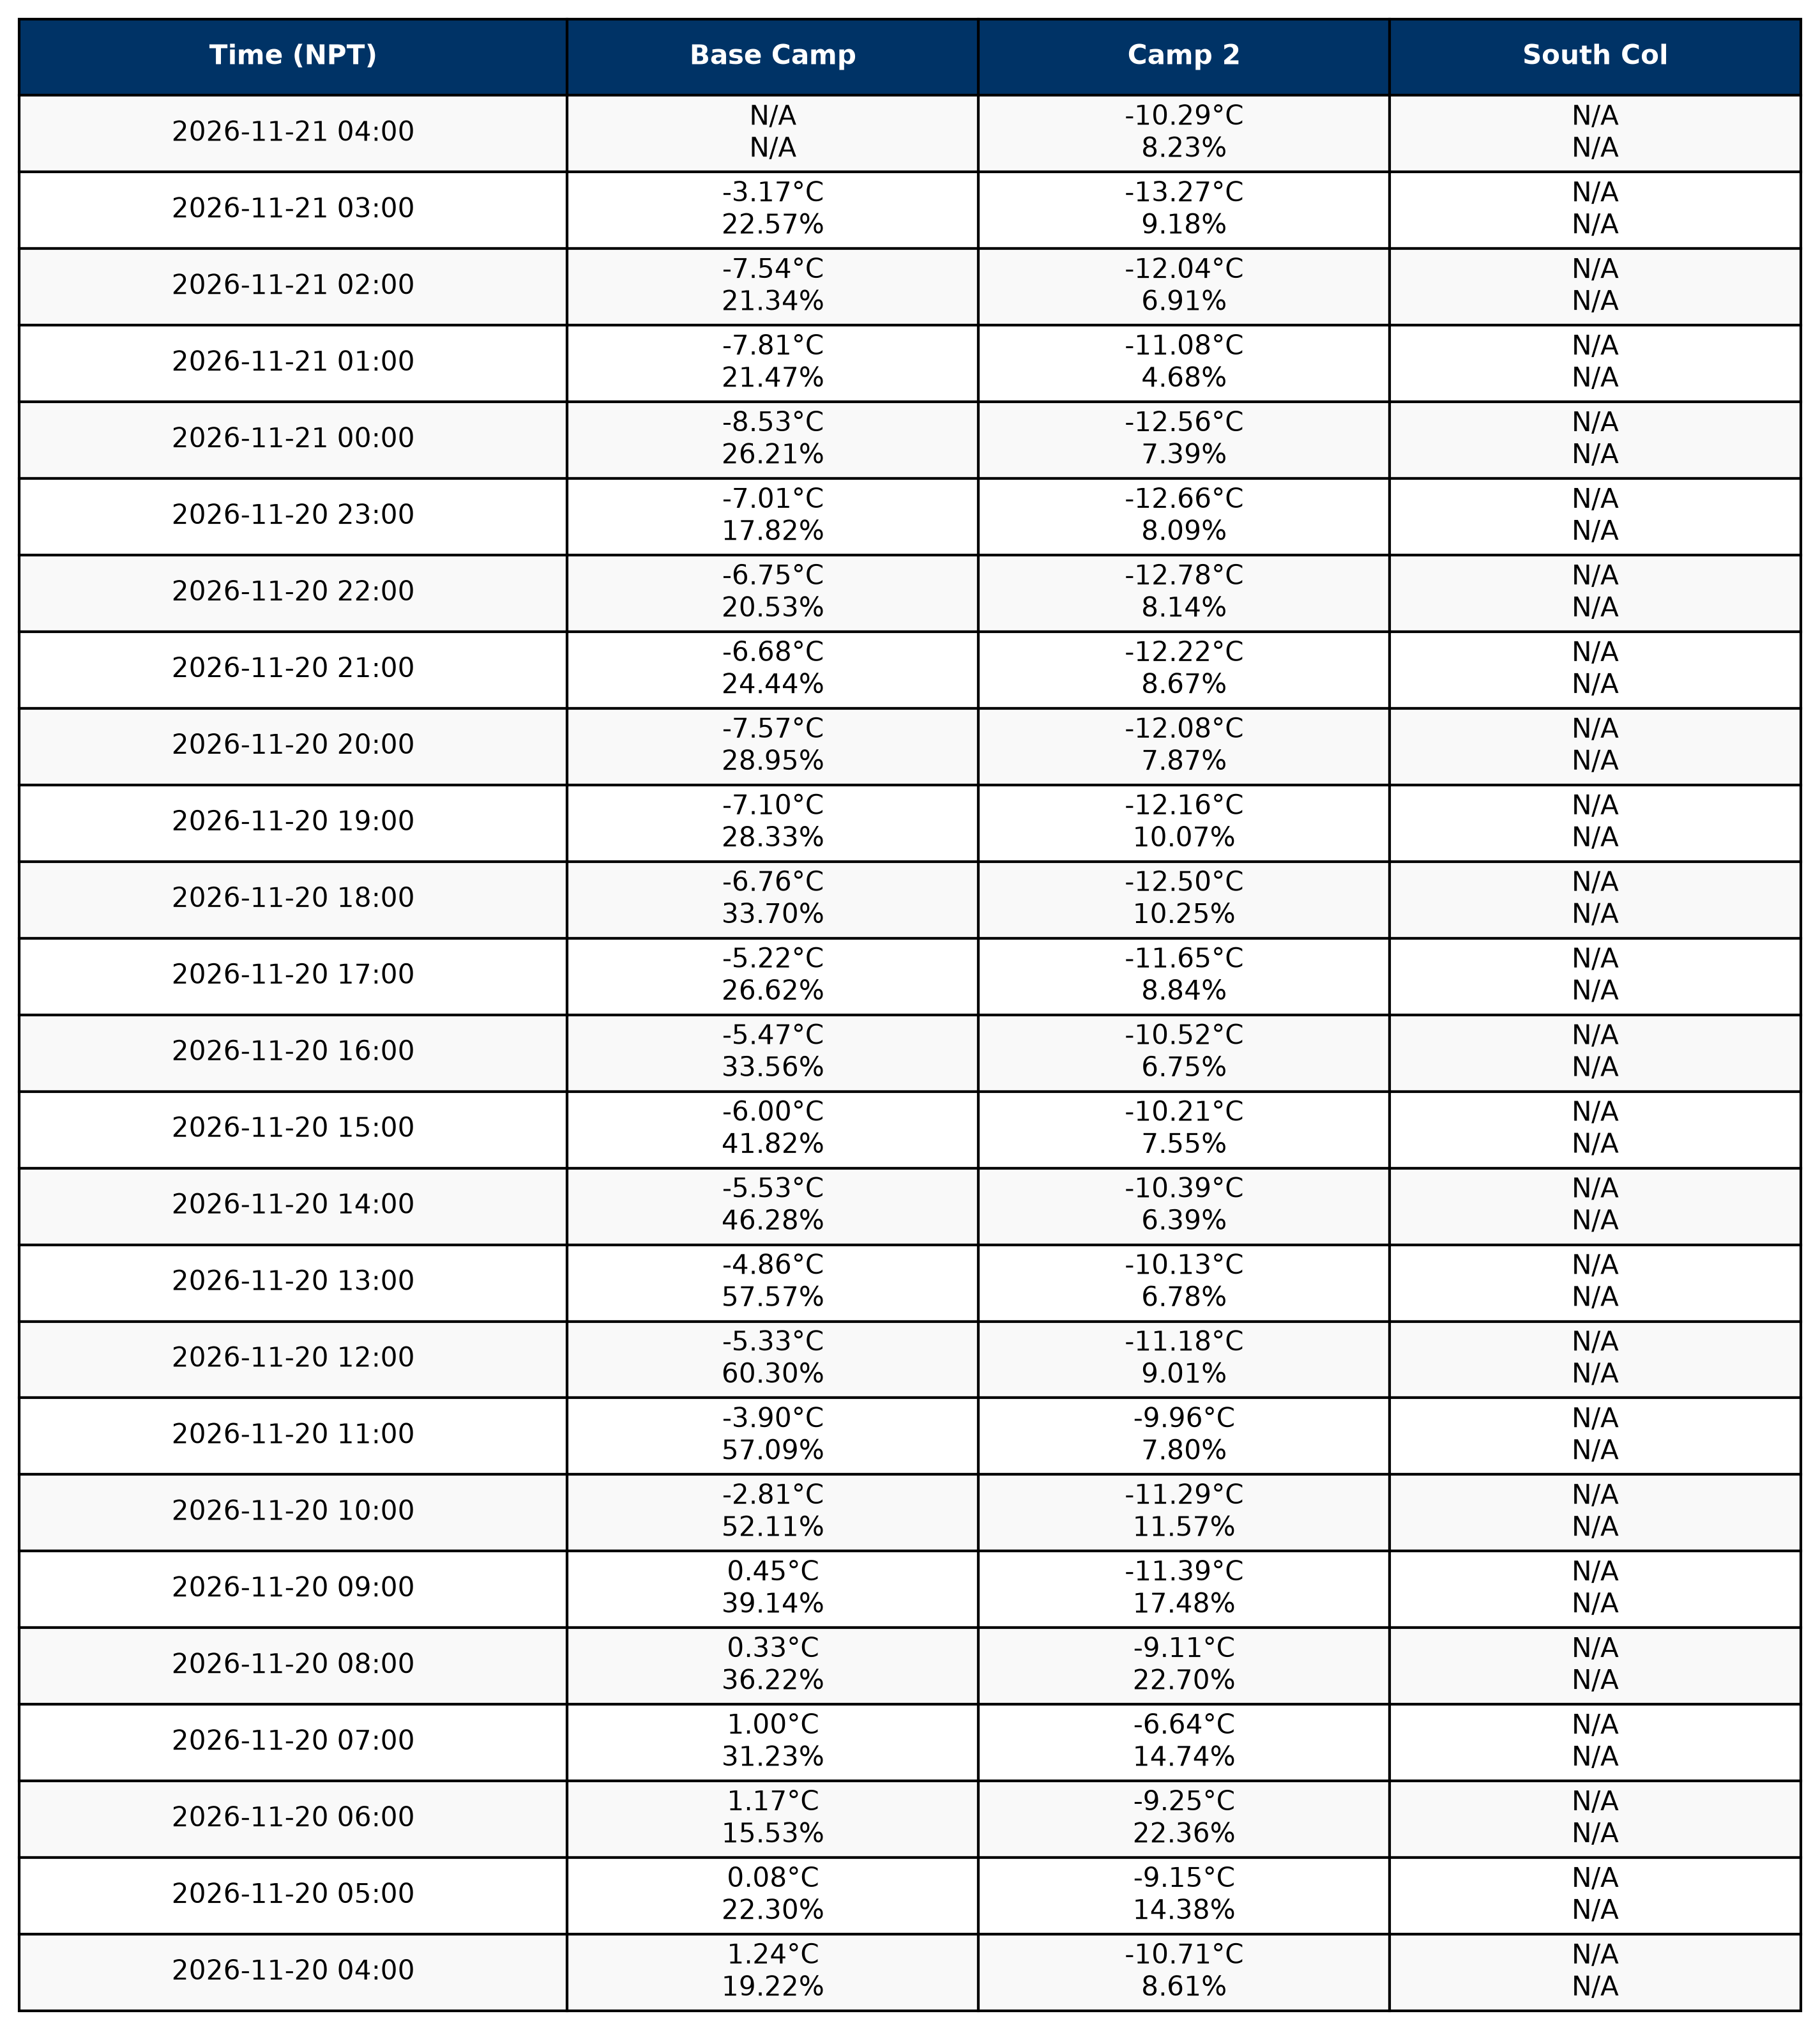 Time (NPT) Base Camp Camp 2 South Col
N/A -10.29°C N/A
2026-11-21 04:00
N/A 8.23% N/A
-3.17°C -13.27°C N/A
2026-11-21 03:00
22.57% 9.18% N/A
-7.54°C -12.04°C N/A
2026-11-21 02:00
21.34% 6.91% N/A
-7.81°C -11.08°C N/A
2026-11-21 01:00
21.47% 4.68% N/A
-8.53°C -12.56°C N/A
2026-11-21 00:00
26.21% 7.39% N/A
-7.01°C -12.66°C N/A
2026-11-20 23:00
17.82% 8.09% N/A
-6.75°C -12.78°C N/A
2026-11-20 22:00
20.53% 8.14% N/A
-6.68°C -12.22°C N/A
2026-11-20 21:00
24.44% 8.67% N/A
-7.57°C -12.08°C N/A
2026-11-20 20:00
28.95% 7.87% N/A
-7.10°C -12.16°C N/A
2026-11-20 19:00
28.33% 10.07% N/A
-6.76°C -12.50°C N/A
2026-11-20 18:00
33.70% 10.25% N/A
-5.22°C -11.65°C N/A
2026-11-20 17:00
26.62% 8.84% N/A
-5.47°C -10.52°C N/A
2026-11-20 16:00
33.56% 6.75% N/A
-6.00°C -10.21°C N/A
2026-11-20 15:00
41.82% 7.55% N/A
-5.53°C -10.39°C N/A
2026-11-20 14:00
46.28% 6.39% N/A
-4.86°C -10.13°C N/A
2026-11-20 13:00
57.57% 6.78% N/A
-5.33°C -11.18°C N/A
2026-11-20 12:00
60.30% 9.01% N/A
-3.90°C -9.96°C N/A
2026-11-20 11:00
57.09% 7.80% N/A
-2.81°C -11.29°C N/A
2026-11-20 10:00
52.11% 11.57% N/A
0.45°C -11.39°C N/A
2026-11-20 09:00
39.14% 17.48% N/A
0.33°C -9.11°C N/A
2026-11-20 08:00
36.22% 22.70% N/A
1.00°C -6.64°C N/A
2026-11-20 07:00
31.23% 14.74% N/A
1.17°C -9.25°C N/A
2026-11-20 06:00
15.53% 22.36% N/A
0.08°C -9.15°C N/A
2026-11-20 05:00
22.30% 14.38% N/A
1.24°C -10.71°C N/A
2026-11-20 04:00
19.22% 8.61% N/A